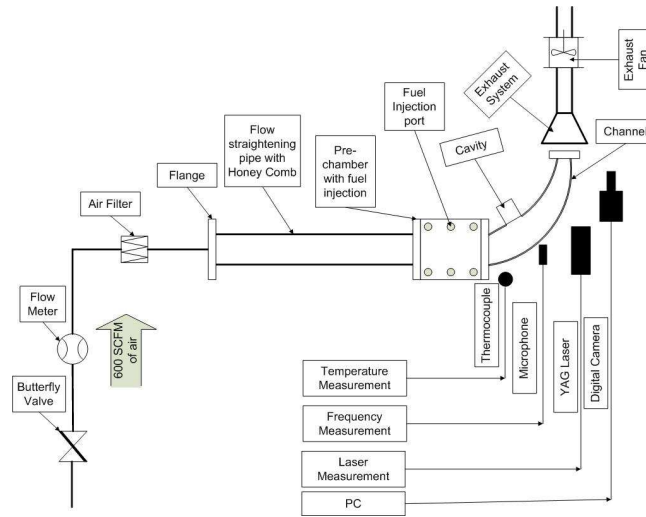 Exhaust
Fan
Exhaust
System
Fuel
Injection
port
Channel
Flow
straightening
pipe with
Honey Comb
Pre-
chamber
with fuel
injection
Cavity
Flange
Air Filter
Flow
Meter
600 SCFM
of air
Butterfly
Valve
Thermocouple
Microphone
YAG Laser
Digital Camera
Temperature
Measurement
Frequency
Measurement
Laser
Measurement
PC